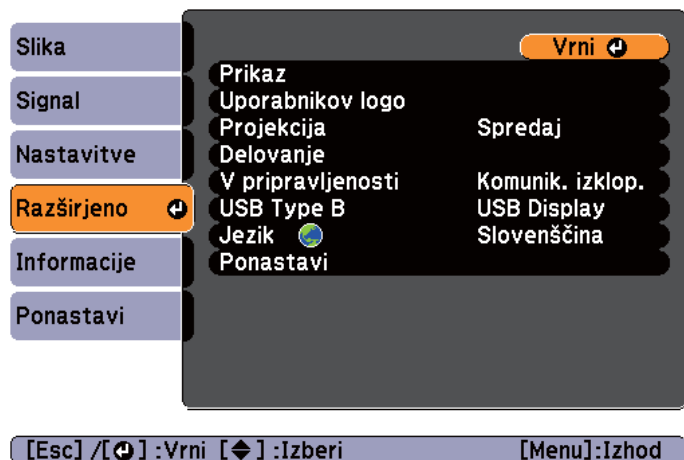 Slika
Signal
Nastavitve
Razširjeno
Informacije
Ponastavi
Vrni
Prikaz
Uporabnikov logo
Projekcija Spredaj
Delovanje
V pripravljenosti Komunik. izklop.
USB Type B USB Display
Jezik Slovenščina
Ponastavi
[Esc] /[ ] :Vrni [ ] :Izberi [Menu]:Izhod